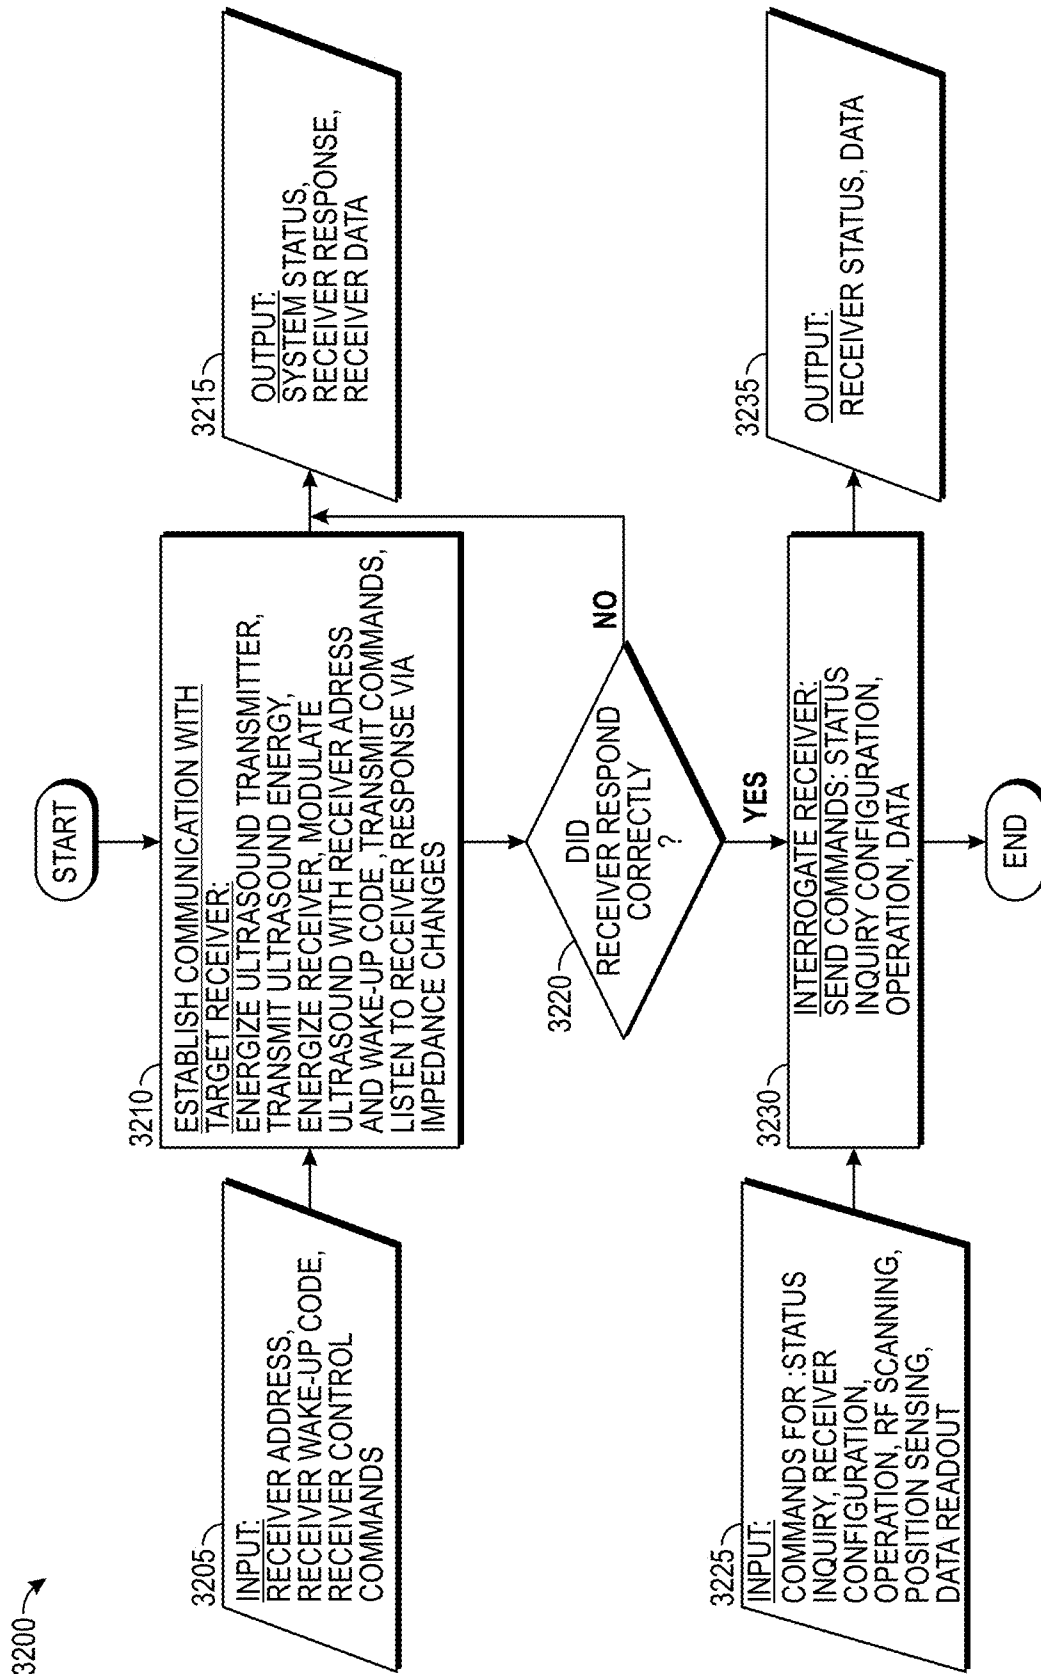 3200
START
3205
INPUT:
RECEIVER ADDRESS,
RECEIVER WAKE-UP CODE,
RECEIVER CONTROL
COMMANDS
3210
ESTABLISH COMMUNICATION WITH
TARGET RECEIVER:
ENERGIZE ULTRASOUND TRANSMITTER,
TRANSMIT ULTRASOUND ENERGY,
ENERGIZE RECEIVER, MODULATE
ULTRASOUND WITH RECEIVER ADRESS
AND WAKE-UP CODE, TRANSMIT COMMANDS,
LISTEN TO RECEIVER RESPONSE VIA
IMPEDANCE CHANGES
3215
OUTPUT:
SYSTEM STATUS,
RECEIVER RESPONSE,
RECEIVER DATA
3220
DID
RECEIVER RESPOND
CORRECTLY
?
NO
YES
3225
INPUT:
COMMANDS FOR :STATUS
INQUIRY, RECEIVER
CONFIGURATION,
OPERATION, RF SCANNING,
POSITION SENSING,
DATA READOUT
3230
INTERROGATE RECEIVER:
SEND COMMANDS: STATUS
INQUIRY CONFIGURATION,
OPERATION, DATA
3235
OUTPUT:
RECEIVER STATUS, DATA
END